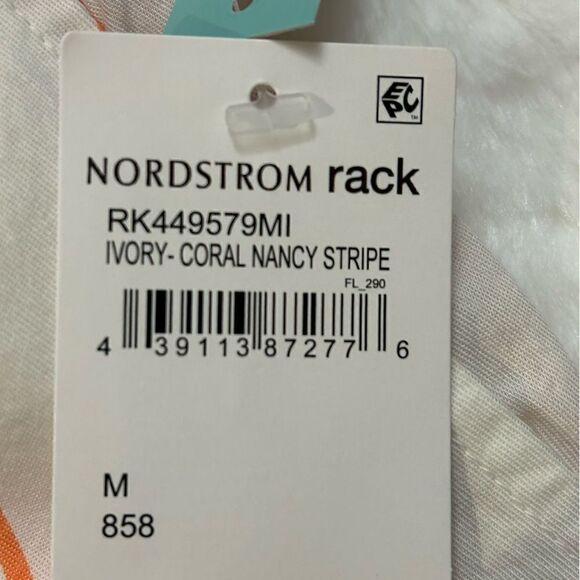 EPC
NORDSTROM rack
RK449579MI
IVORY- CORAL NANCY STRIPE
FL_290
4 39113 87277 6
M
858